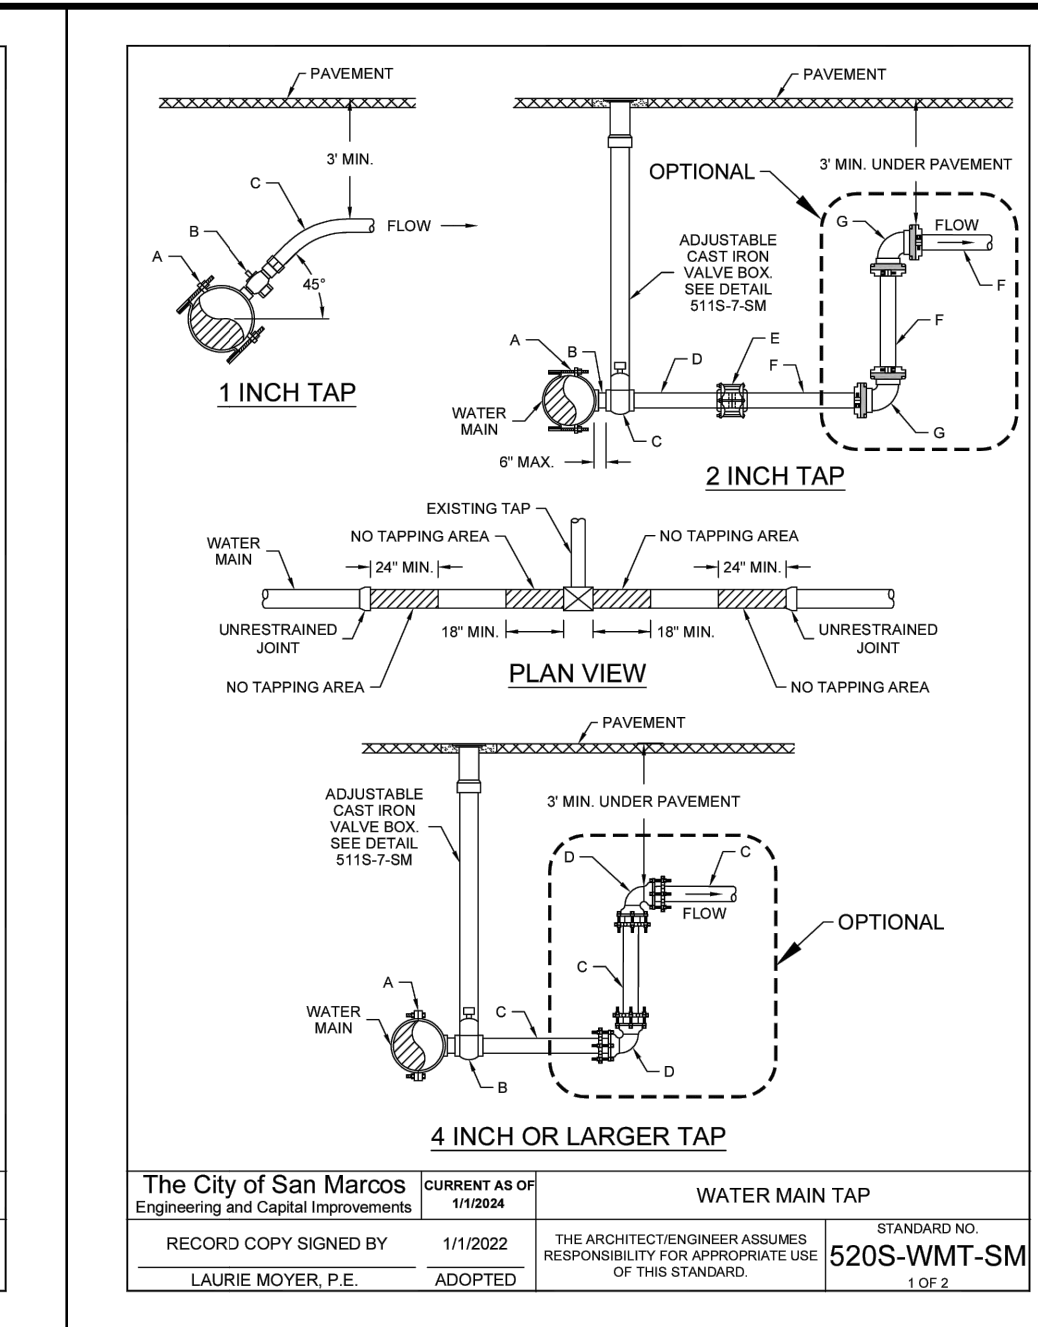 PAVEMENT
3' MIN.
C
FLOW
B
A
45°
1 INCH TAP
PAVEMENT
OPTIONAL
3' MIN. UNDER PAVEMENT
G
FLOW
ADJUSTABLE
CAST IRON
VALVE BOX.
SEE DETAIL
511S-7-SM
F
F
A
B
D
E
F
WATER
MAIN
C
G
6" MAX.
2 INCH TAP
EXISTING TAP
NO TAPPING AREA
NO TAPPING AREA
WATER
MAIN
24" MIN.
24" MIN.
UNRESTRAINED
JOINT
18" MIN.
18" MIN.
UNRESTRAINED
JOINT
PLAN VIEW
NO TAPPING AREA
NO TAPPING AREA
PAVEMENT
ADJUSTABLE
CAST IRON
VALVE BOX.
SEE DETAIL
511S-7-SM
3' MIN. UNDER PAVEMENT
D
C
FLOW
OPTIONAL
C
A
WATER
MAIN
C
D
B
4 INCH OR LARGER TAP
The City of San Marcos
Engineering and Capital Improvements
CURRENT AS OF
1/1/2024
WATER MAIN TAP
RECORD COPY SIGNED BY
LAURIE MOYER, P.E.
1/1/2022
ADOPTED
THE ARCHITECT/ENGINEER ASSUMES
RESPONSIBILITY FOR APPROPRIATE USE
OF THIS STANDARD.
STANDARD NO.
520S-WMT-SM
1 OF 2